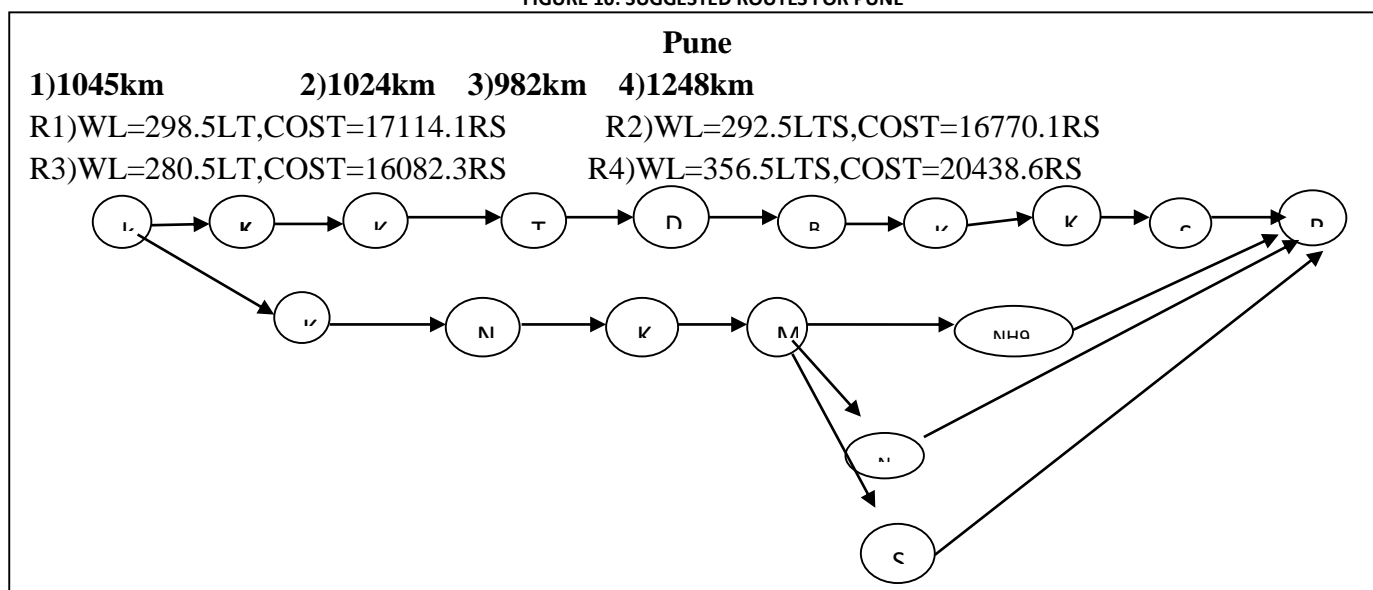 FIGURE 10: SUGGESTED ROUTES FOR PUNE
Pune
1)1045km 2)1024km 3)982km 4)1248km
R1)WL=298.5LT,COST=17114.1RS R2)WL=292.5LTS,COST=16770.1RS
R3)WL=280.5LT,COST=16082.3RS R4)WL=356.5LTS,COST=20438.6RS
K K D B K
N K M NH9